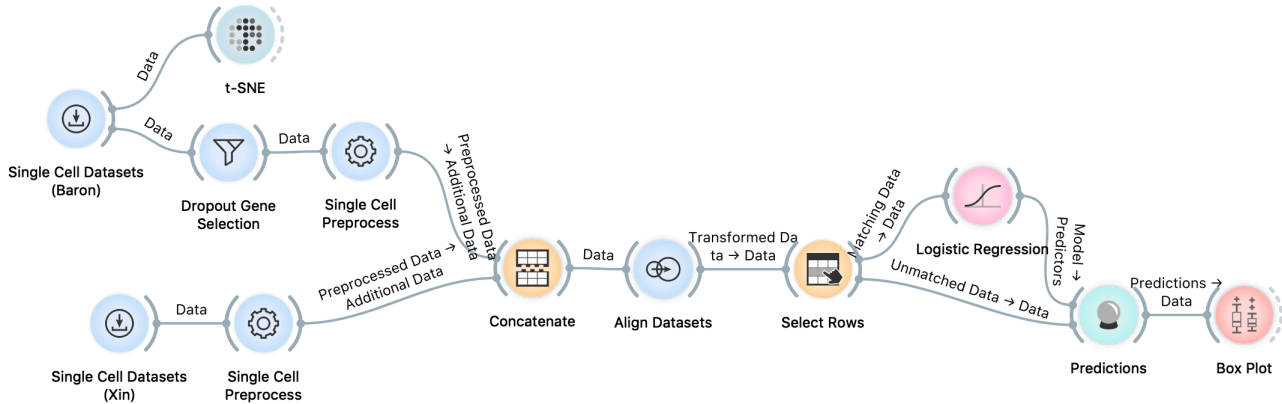 Data
t-SNE
Data
Single Cell Datasets
(Baron)
Dropout Gene
Selection
Data
Single Cell
Preprocess
Preprocessed Data
→ Additional Data
Single Cell Datasets
(Xin)
Data
Single Cell
Preprocess
Preprocessed Data →
Additional Data
Concatenate
Data
Align Datasets
Transformed Da
ta → Data
Select Rows
Matching Data
→ Data
Logistic Regression
Unmatched Data → Data
Model →
Predictors
Predictions
Predictions →
Data
Box Plot